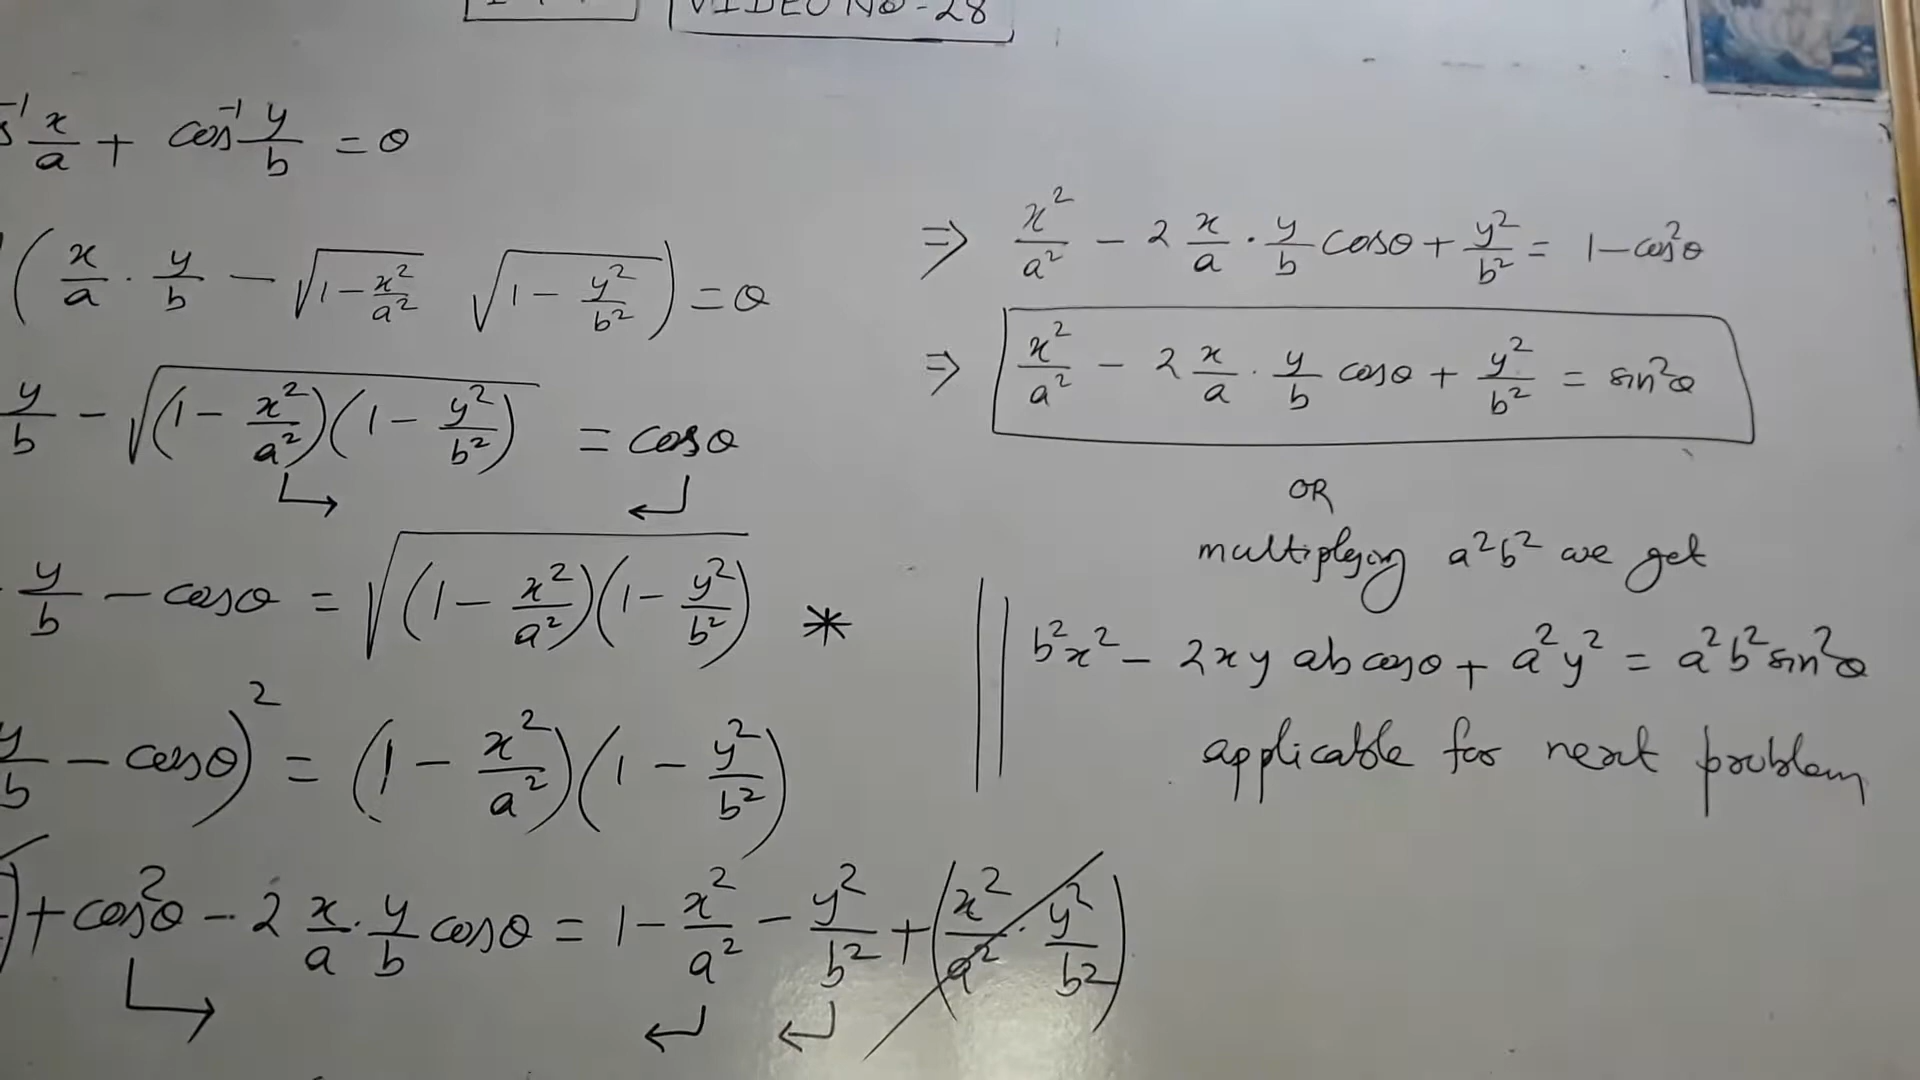 VIDEO NO-28
x/a + cos⁻¹ y/b = θ
(x/a · y/b − √(1 − x²/a²) √(1 − y²/b²)) = θ
y/b − √((1 − x²/a²)(1 − y²/b²)) = cosθ
y/b − cosθ = √((1 − x²/a²)(1 − y²/b²)) *
y/b − cosθ)² = (1 − x²/a²)(1 − y²/b²)
) + cos²θ − 2 x/a · y/b cosθ = 1 − x²/a² − y²/b² + (x²/a² · y²/b²)
⇒ x²/a² − 2 x/a · y/b cosθ + y²/b² = 1 − cos²θ
⇒ x²/a² − 2 x/a · y/b cosθ + y²/b² = sin²θ
OR
multiplying a²b² we get
b²x² − 2xy ab cosθ + a²y² = a²b² sin²θ
applicable for next problem